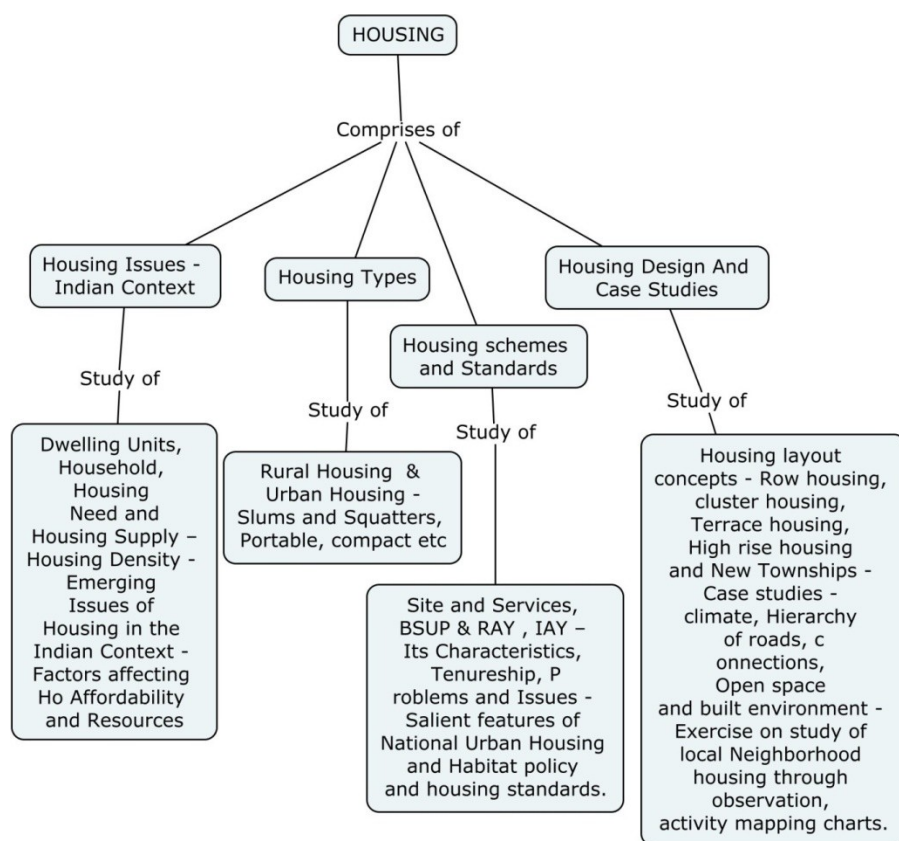 HOUSING
Comprises of
Housing Issues -
Indian Context
Study of
Dwelling Units,
Household,
Housing
Need and
Housing Supply –
Housing Density -
Emerging
Issues of
Housing in the
Indian Context -
Factors affecting
Ho Affordability
and Resources
Housing Types
Study of
Rural Housing &
Urban Housing -
Slums and Squatters,
Portable, compact etc
Housing schemes
and Standards
Study of
Site and Services,
BSUP & RAY , IAY –
Its Characteristics,
Tenureship, P
roblems and Issues -
Salient features of
National Urban Housing
and Habitat policy
and housing standards.
Housing Design And
Case Studies
Study of
Housing layout
concepts - Row housing,
cluster housing,
Terrace housing,
High rise housing
and New Townships -
Case studies -
climate, Hierarchy
of roads, c
onnections,
Open space
and built environment -
Exercise on study of
local Neighborhood
housing through
observation,
activity mapping charts.